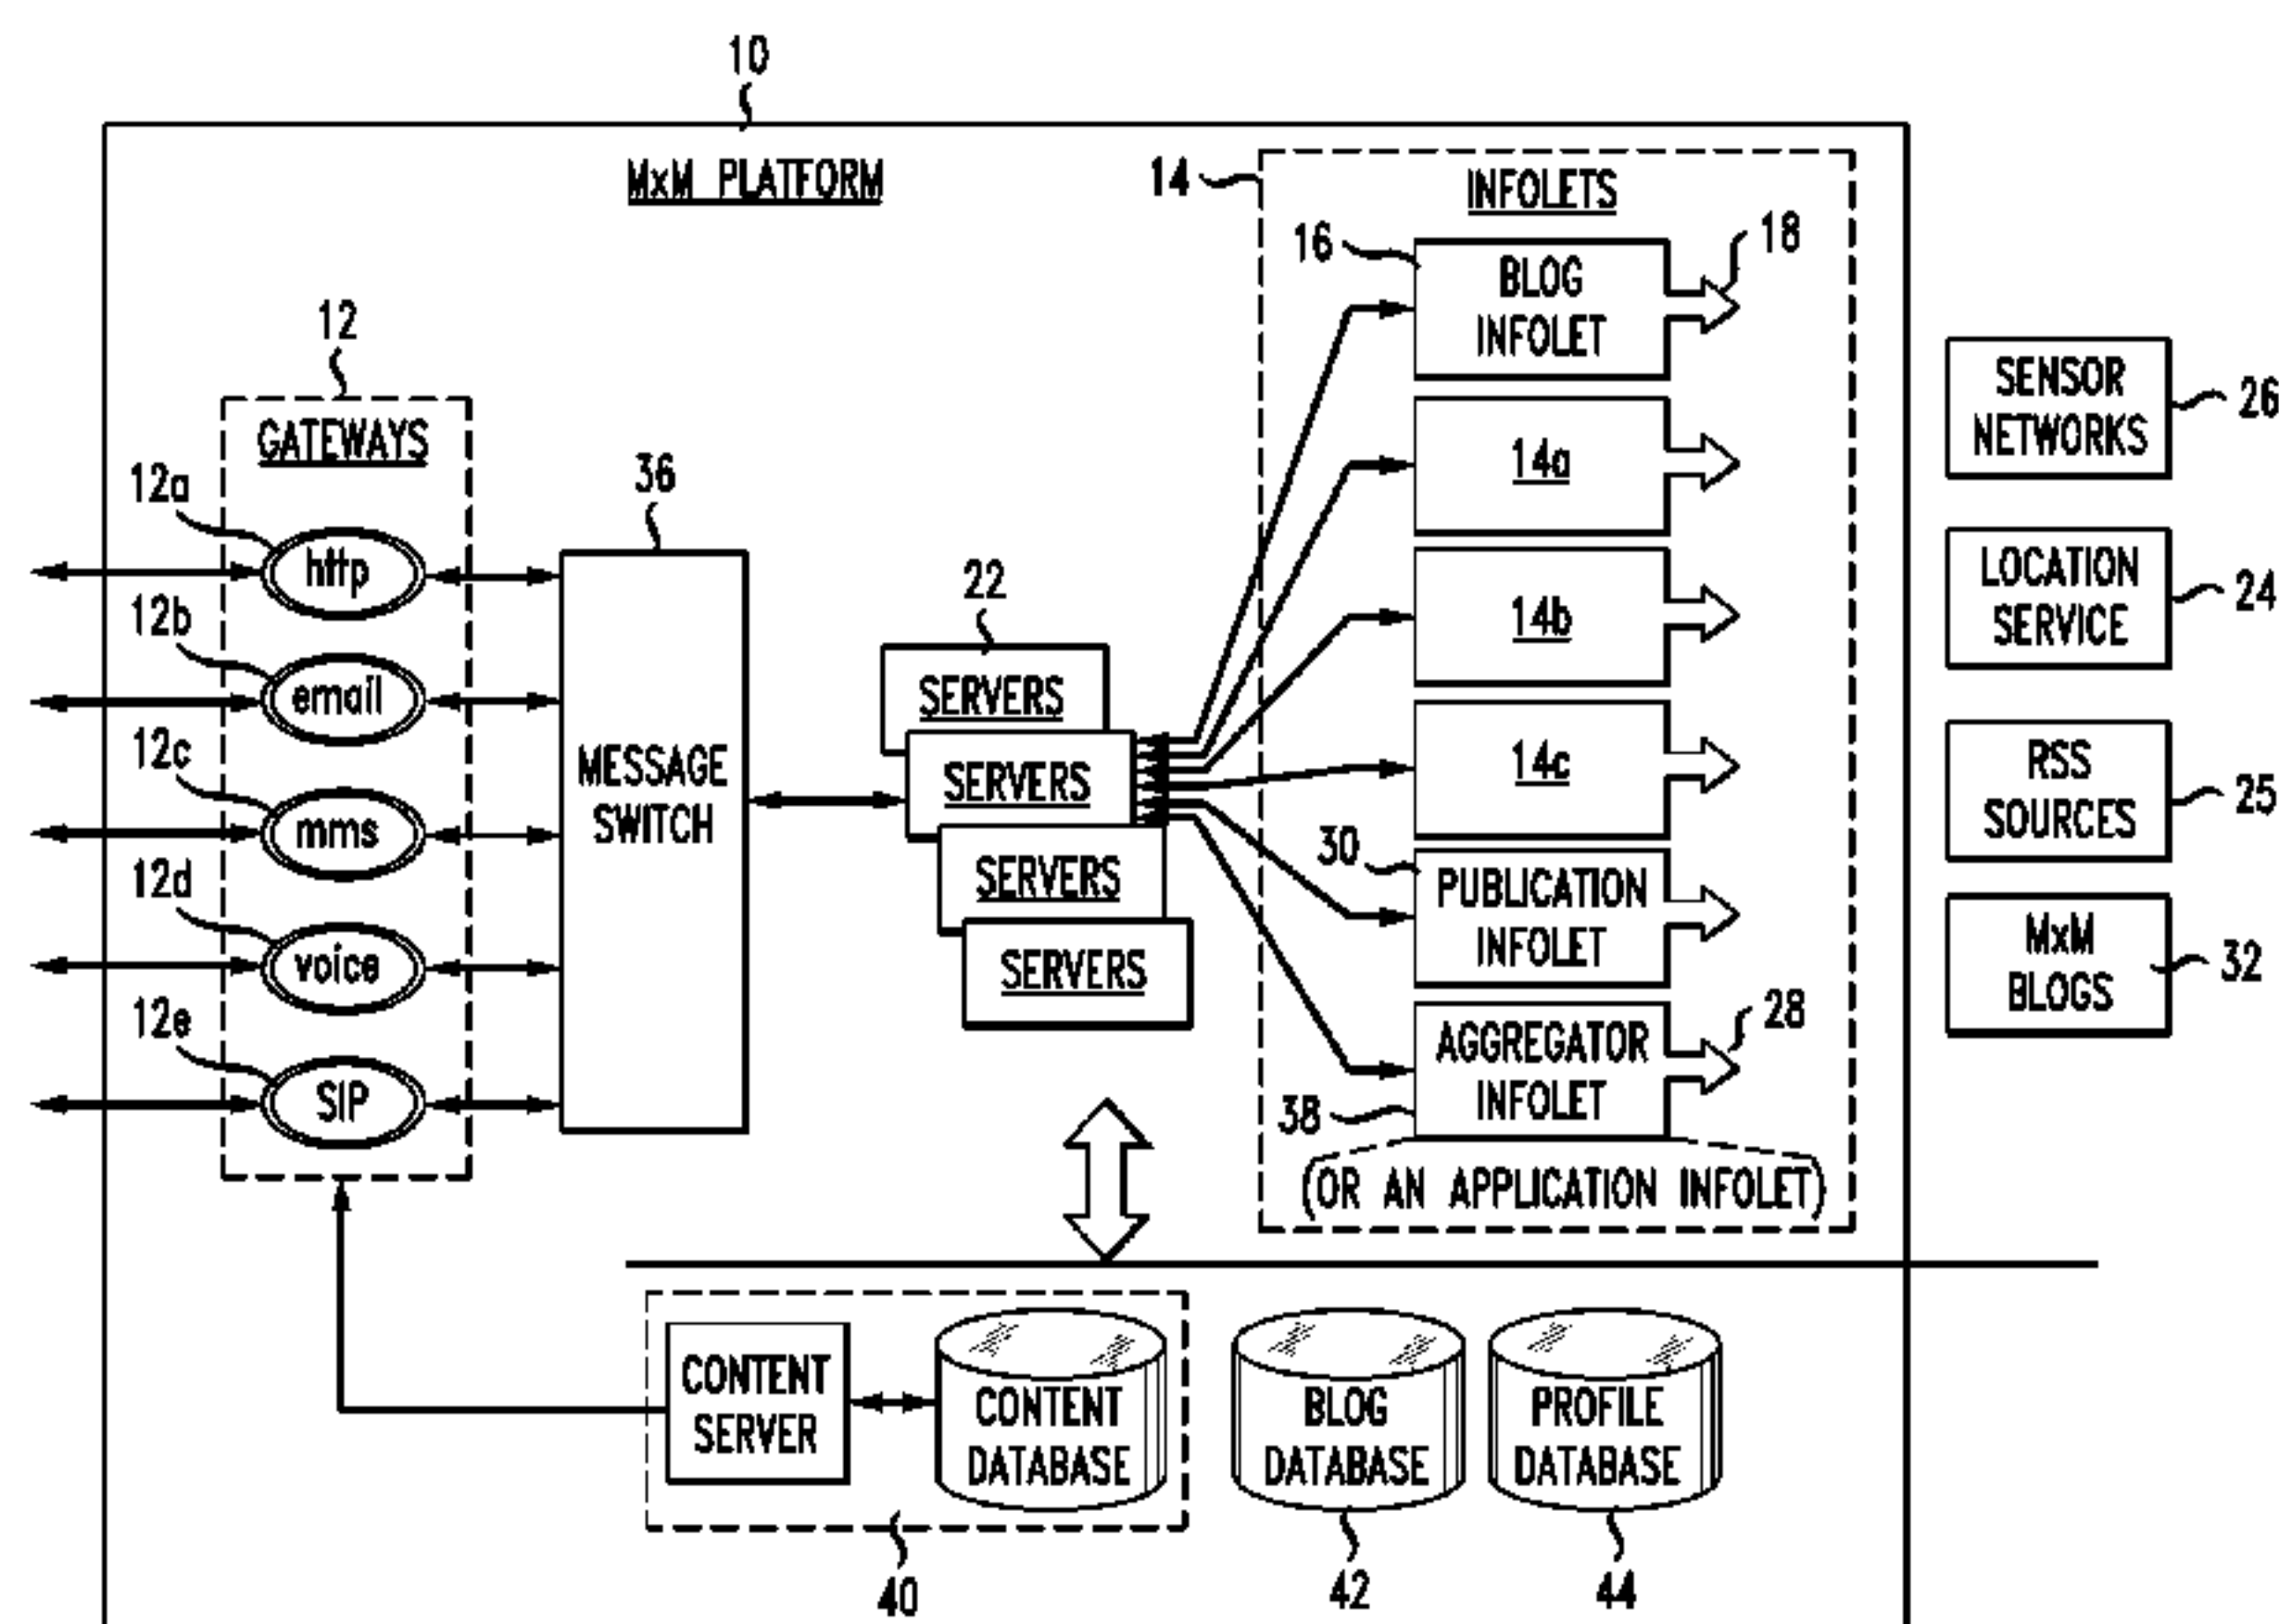 10
MxM PLATFORM
14
INFOLETS
16
BLOG
INFOLET
18
12
GATEWAYS
12a
http
12b
email
12c
mms
12d
voice
12e
SIP
36
MESSAGE
SWITCH
22
SERVERS
SERVERS
SERVERS
SERVERS
14a
14b
14c
30
PUBLICATION
INFOLET
AGGREGATOR
INFOLET
28
38
(OR AN APPLICATION INFOLET)
SENSOR
NETWORKS
26
LOCATION
SERVICE
24
RSS
SOURCES
25
MxM
BLOGS
32
CONTENT
SERVER
CONTENT
DATABASE
BLOG
DATABASE
PROFILE
DATABASE
40
42
44